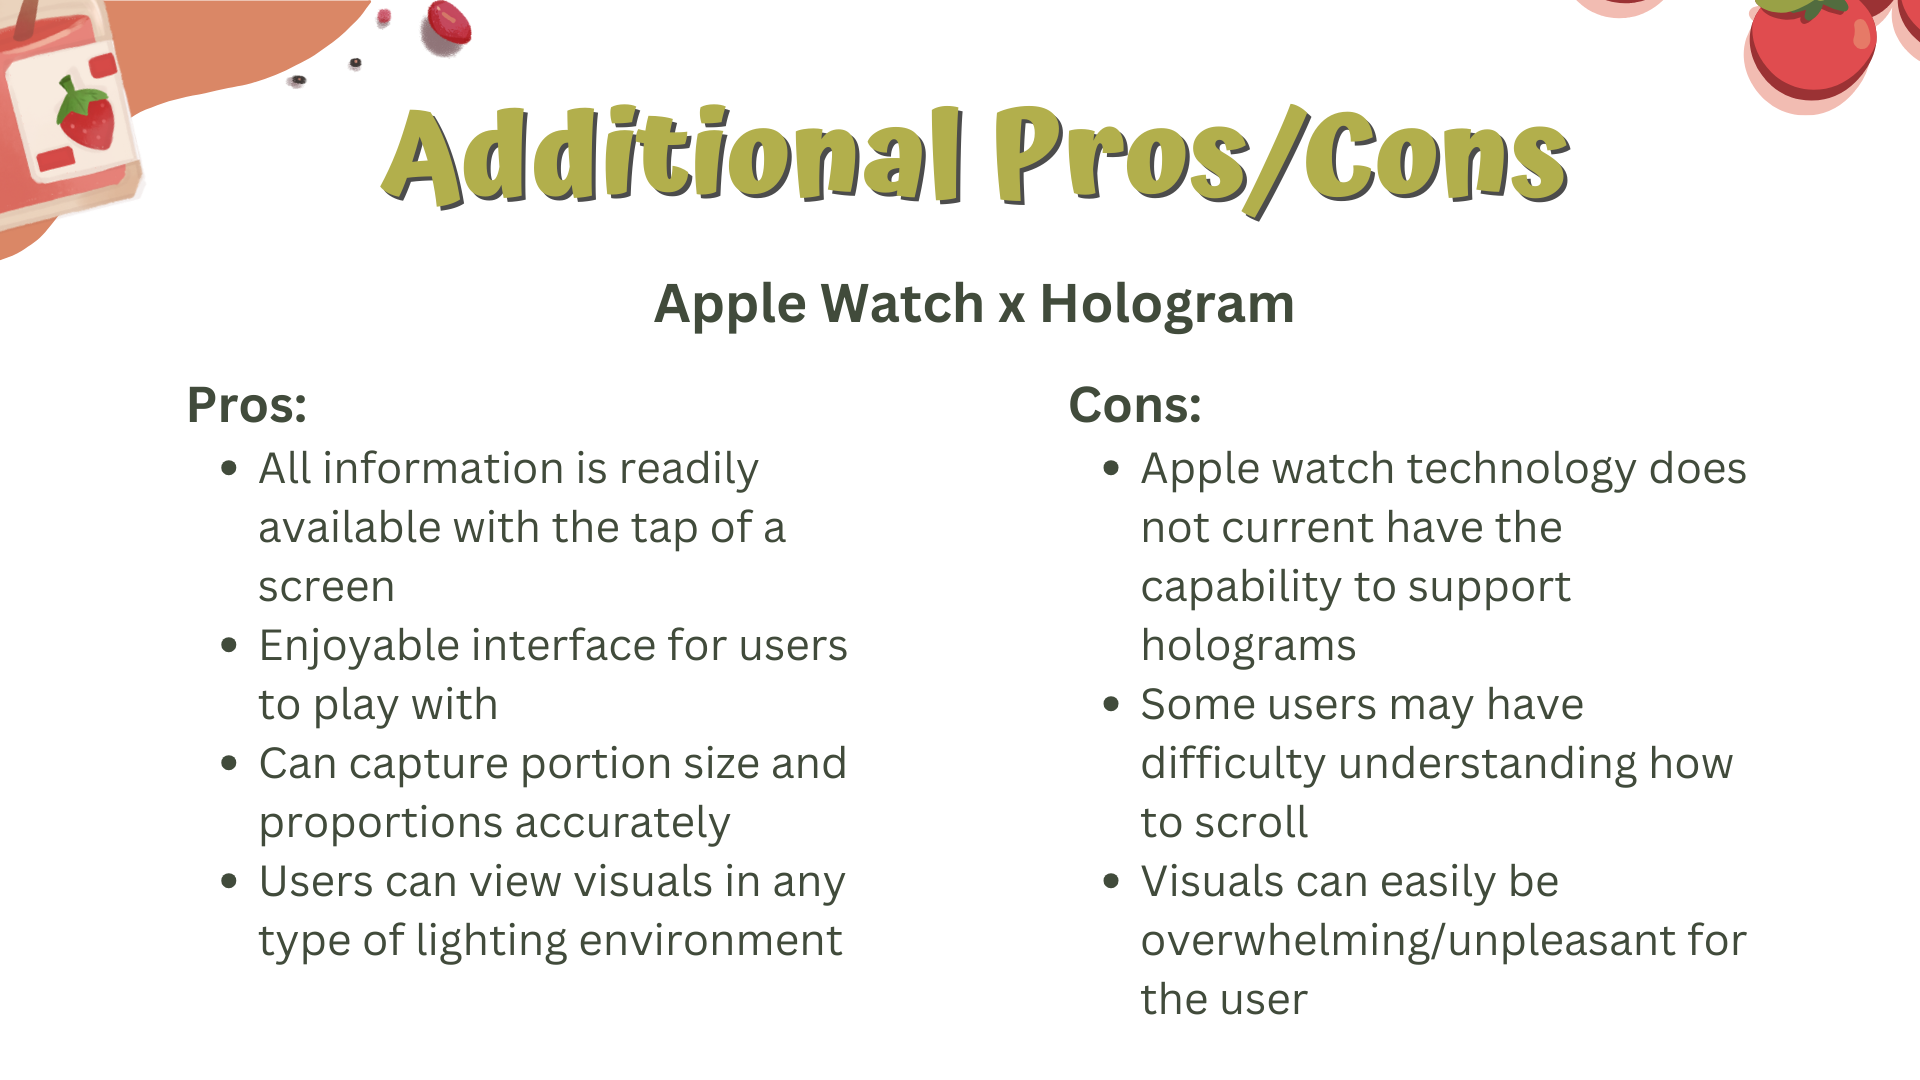 Additional Pros/Cons
Apple Watch x Hologram
Pros:
• All information is readily
available with the tap of a
screen
• Enjoyable interface for users
to play with
• Can capture portion size and
proportions accurately
• Users can view visuals in any
type of lighting environment
Cons:
• Apple watch technology does
not current have the
capability to support
holograms
• Some users may have
difficulty understanding how
to scroll
• Visuals can easily be
overwhelming/unpleasant for
the user